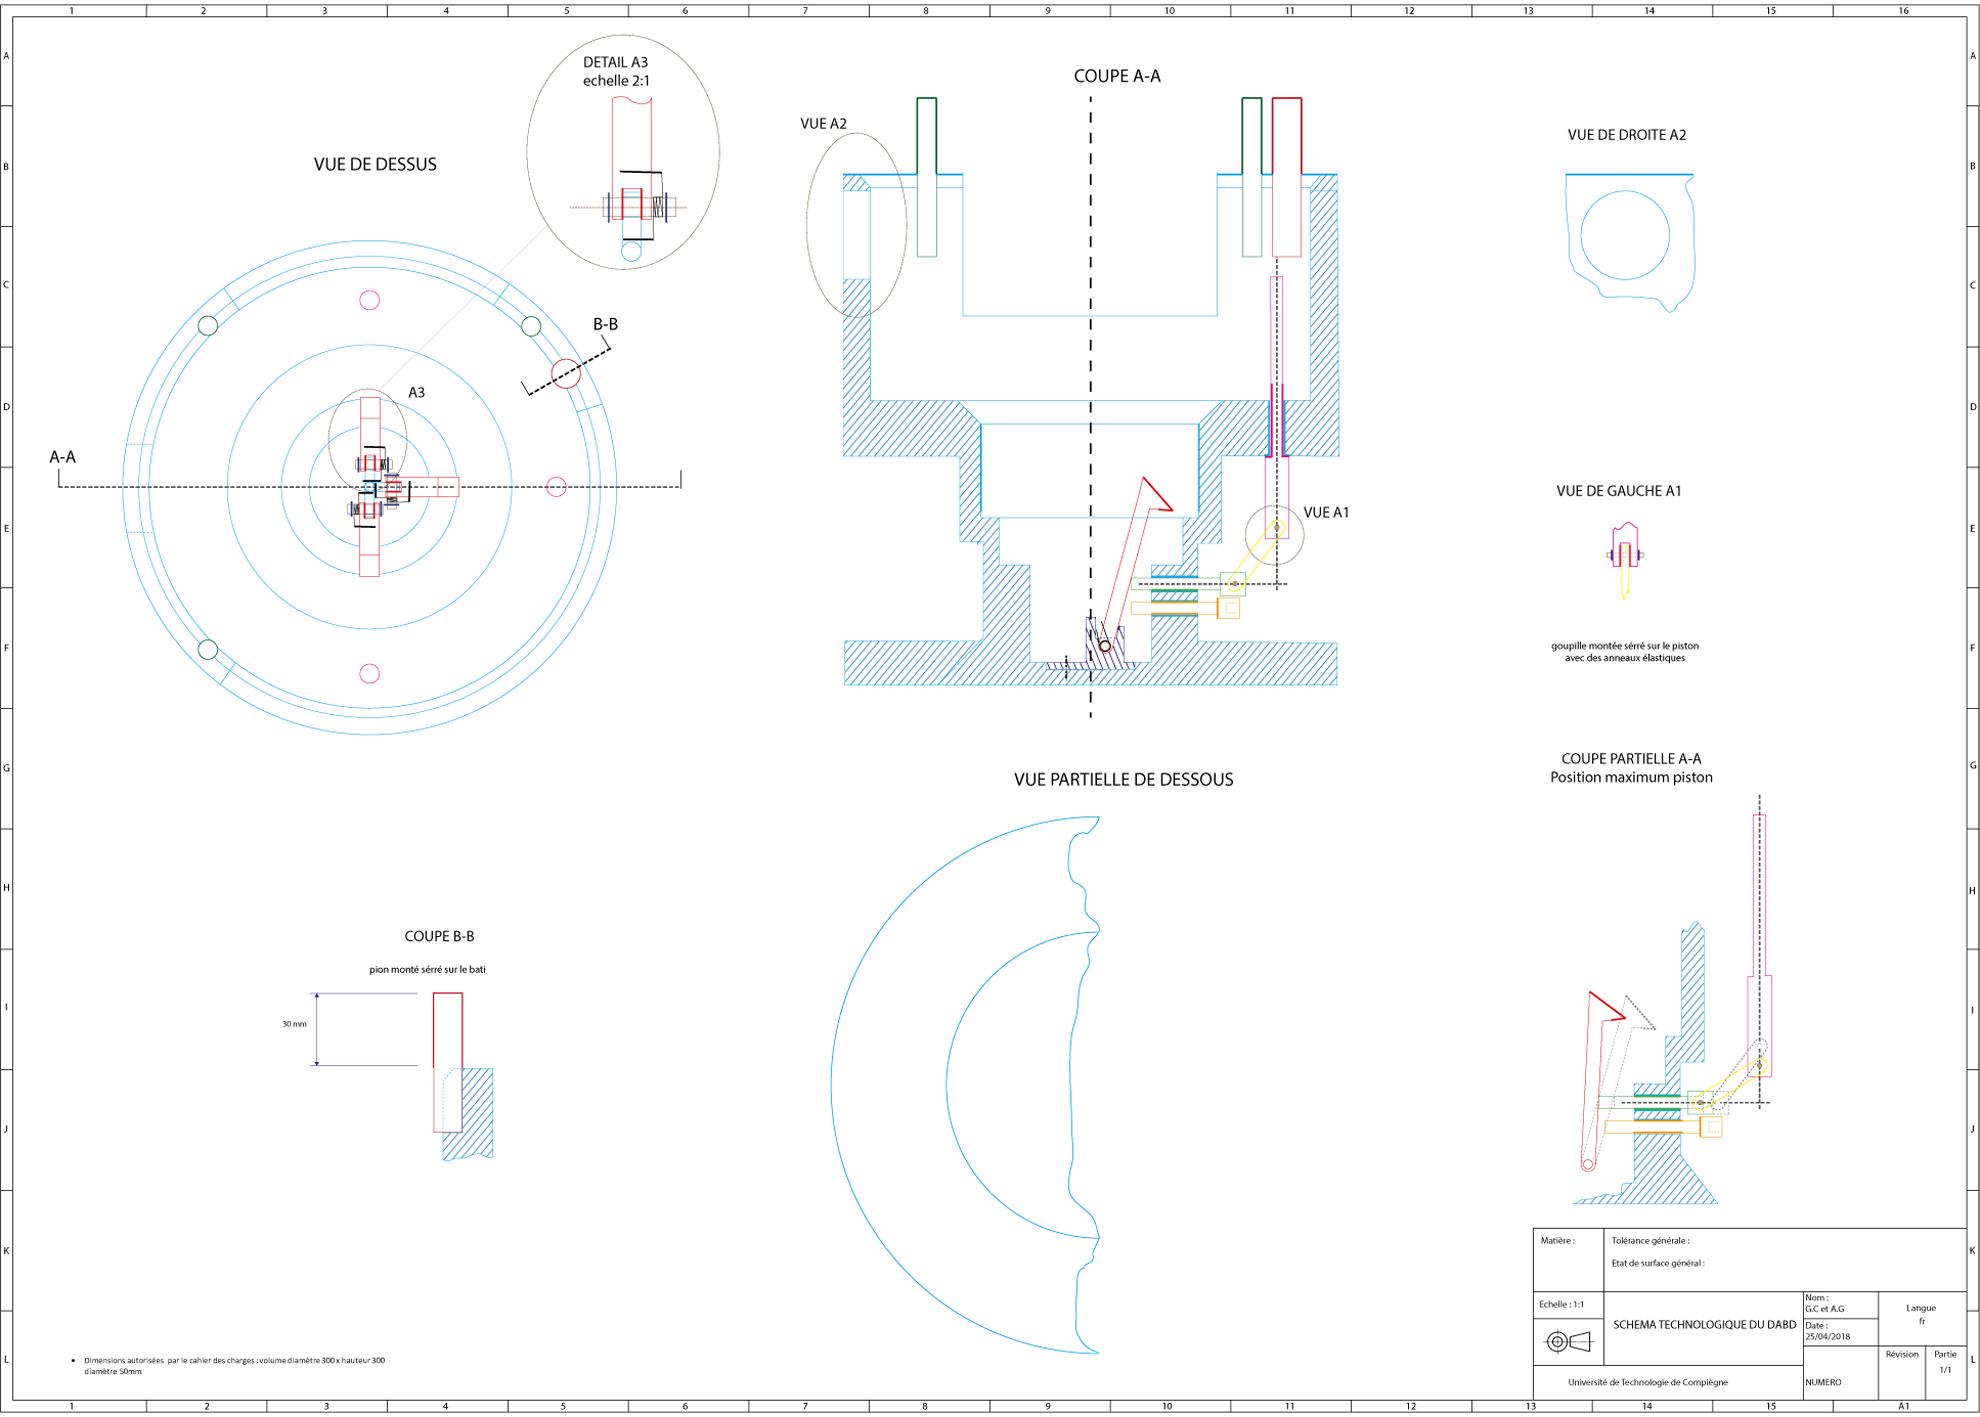 1 2 3 4 5 6 7 8 9 10 11 12 13 14 15 16
A A
B B
C C
D D
E E
F F
G G
H H
I I
J J
K K
L L
DETAIL A3
echelle 2:1
VUE DE DESSUS
A3
B-B
A-A
COUPE A-A
VUE A2
VUE A1
VUE DE DROITE A2
VUE DE GAUCHE A1
goupille montée sérré sur le piston
avec des anneaux élastiques
VUE PARTIELLE DE DESSOUS
COUPE PARTIELLE A-A
Position maximum piston
COUPE B-B
pion monté sérré sur le bati
30 mm
• Dimensions autorisées par le cahier des charges : volume diamètre 300 x hauteur 300
diamètre 50mm
Matière :
Tolérance générale :
Etat de surface général :
Echelle : 1:1
SCHEMA TECHNOLOGIQUE DU DABD
Nom :
G.C et A.G
Date :
25/04/2018
Langue
fr
Révision
Partie
1/1
Université de Technologie de Compiègne
NUMERO
1 2 3 4 5 6 7 8 9 10 11 12 13 14 15 A1